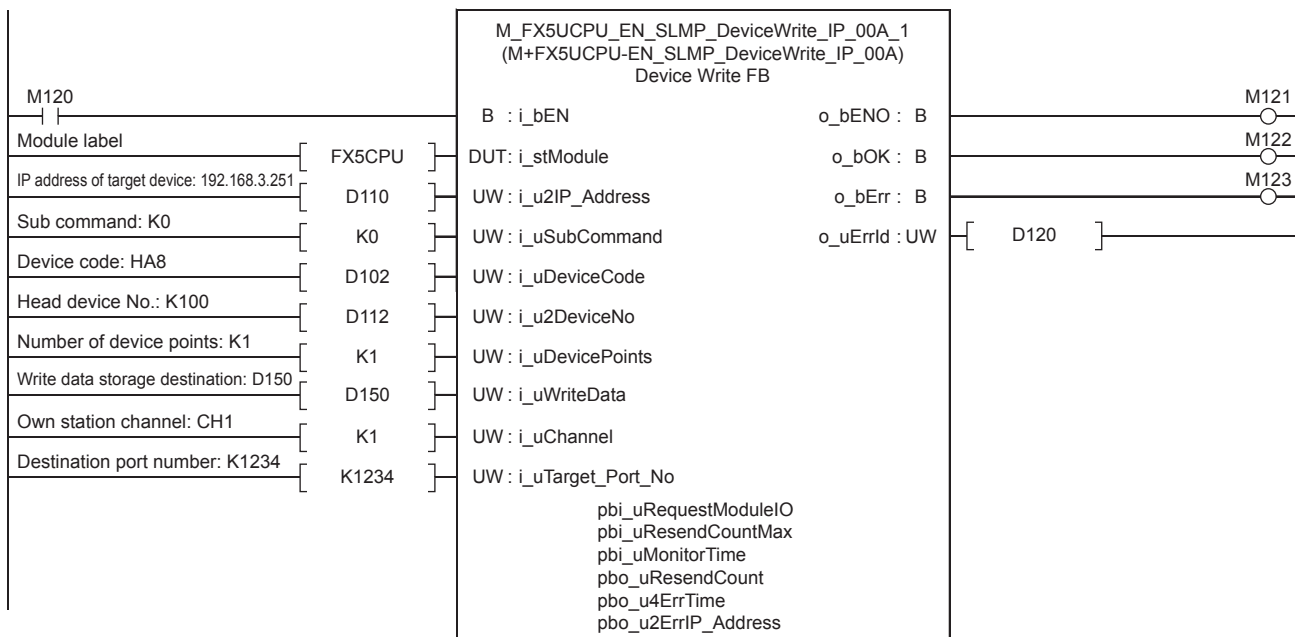 M_FX5UCPU_EN_SLMP_DeviceWrite_IP_00A_1
(M+FX5UCPU-EN_SLMP_DeviceWrite_IP_00A)
Device Write FB
M120
B : i_bEN o_bENO : B M121
Module label
FX5CPU DUT: i_stModule o_bOK : B M122
IP address of target device: 192.168.3.251
D110 UW : i_u2IP_Address o_bErr : B M123
Sub command: K0
K0 UW : i_uSubCommand o_uErrId : UW D120
Device code: HA8
D102 UW : i_uDeviceCode
Head device No.: K100
D112 UW : i_u2DeviceNo
Number of device points: K1
K1 UW : i_uDevicePoints
Write data storage destination: D150
D150 UW : i_uWriteData
Own station channel: CH1
K1 UW : i_uChannel
Destination port number: K1234
K1234 UW : i_uTarget_Port_No
pbi_uRequestModuleIO
pbi_uResendCountMax
pbi_uMonitorTime
pbo_uResendCount
pbo_u4ErrTime
pbo_u2ErrIP_Address